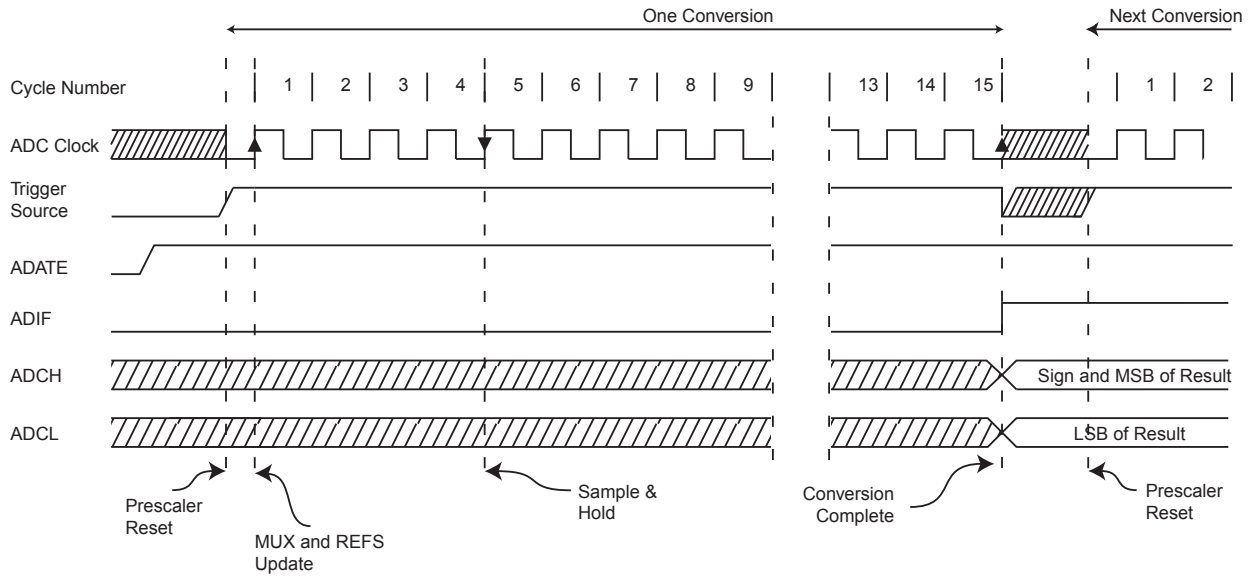 One Conversion
Next Conversion
Cycle Number
1 2 3 4 5 6 7 8 9 13 14 15 1 2
ADC Clock
Trigger
Source
ADATE
ADIF
ADCH
Sign and MSB of Result
ADCL
LSB of Result
Prescaler
Reset
MUX and REFS
Update
Sample &
Hold
Conversion
Complete
Prescaler
Reset